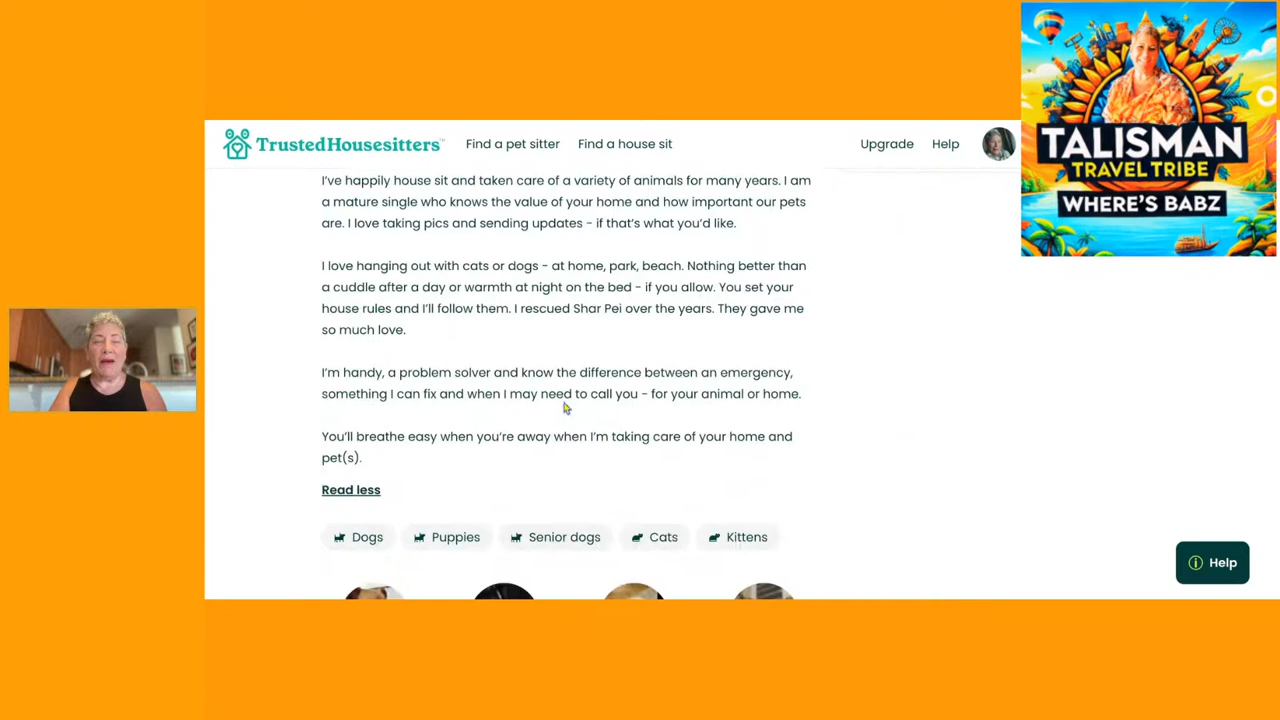 TrustedHousesitters™
Find a pet sitter
Find a house sit
Upgrade
Help
TALISMAN
TRAVEL TRIBE
WHERE'S BABZ
I've happily house sit and taken care of a variety of animals for many years. I am
a mature single who knows the value of your home and how important our pets
are. I love taking pics and sending updates - if that's what you'd like.
I love hanging out with cats or dogs - at home, park, beach. Nothing better than
a cuddle after a day or warmth at night on the bed - if you allow. You set your
house rules and I'll follow them. I rescued Shar Pei over the years. They gave me
so much love.
I'm handy, a problem solver and know the difference between an emergency,
something I can fix and when I may need to call you - for your animal or home.
You'll breathe easy when you're away when I'm taking care of your home and
pet(s).
Read less
Dogs
Puppies
Senior dogs
Cats
Kittens
Help